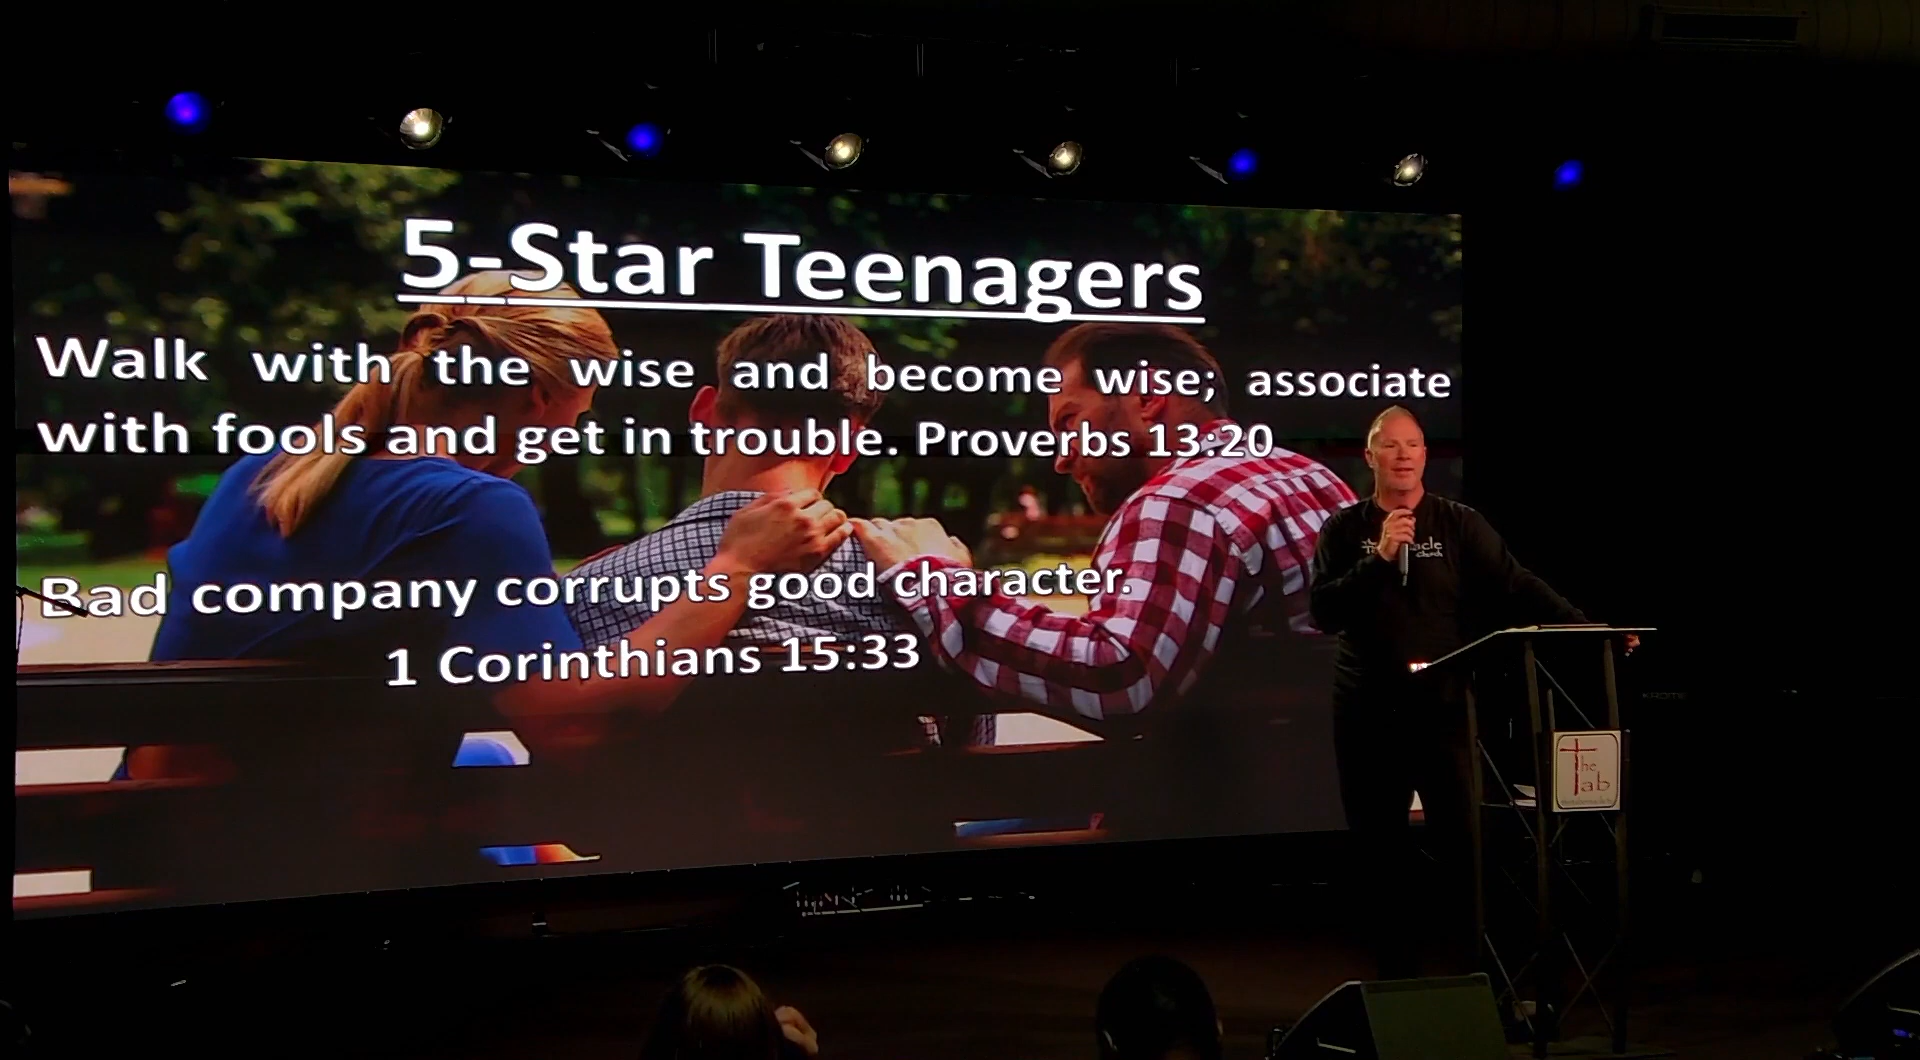 5-Star Teenagers
Walk with the wise and become wise; associate
with fools and get in trouble. Proverbs 13:20
Bad company corrupts good character.
1 Corinthians 15:33
The
Tab